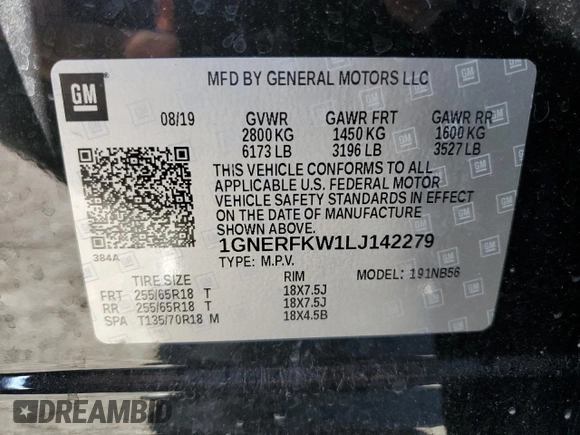 MFD BY GENERAL MOTORS LLC
GM
08/19 GVWR GAWR FRT GAWR RR
2800 KG 1450 KG 1600 KG
6173 LB 3196 LB 3527 LB
THIS VEHICLE CONFORMS TO ALL
APPLICABLE U.S. FEDERAL MOTOR
VEHICLE SAFETY STANDARDS IN EFFECT
ON THE DATE OF MANUFACTURE
SHOWN ABOVE.
384A
1GNERFKW1LJ142279
TYPE: M.P.V. MODEL: 191NB56
TIRE SIZE RIM
FRT 255/65R18 T 18X7.5J
RR 255/65R18 T 18X7.5J
SPA T135/70R18 M 18X4.5B
DREAMBID